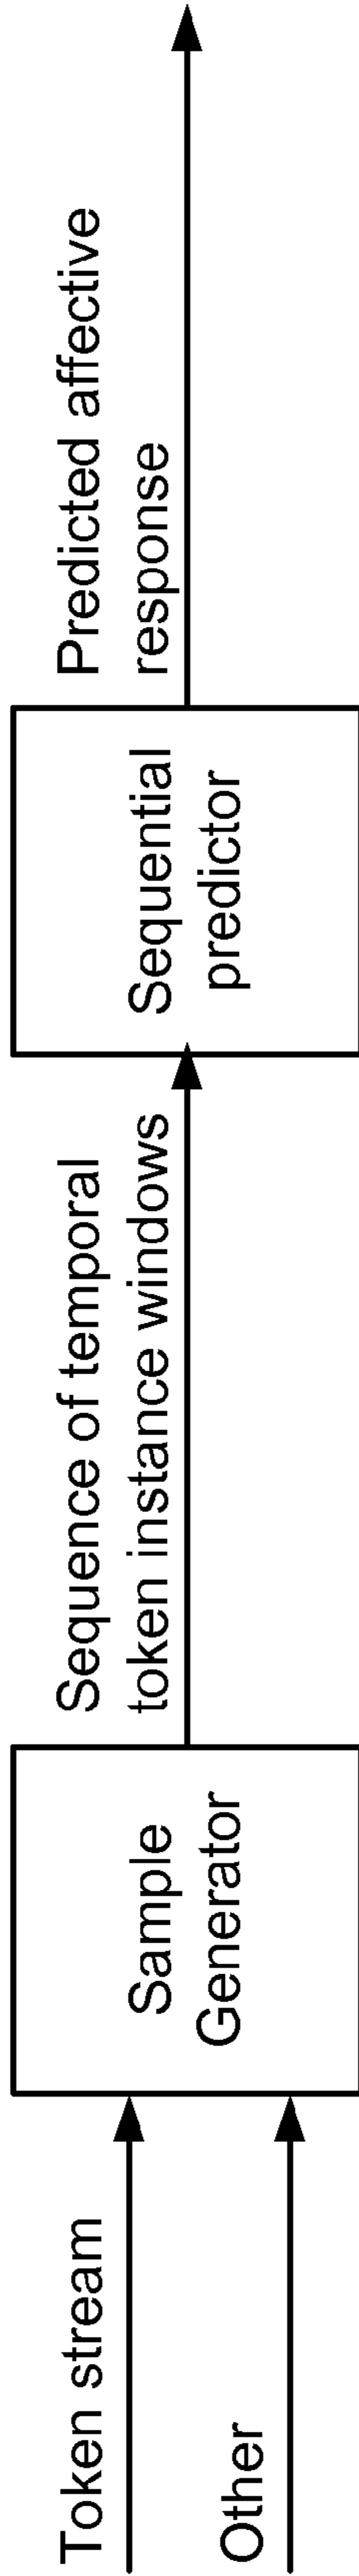 Token stream
Other
Sample
Generator
Sequence of temporal
token instance windows
Sequential
predictor
Predicted affective
response